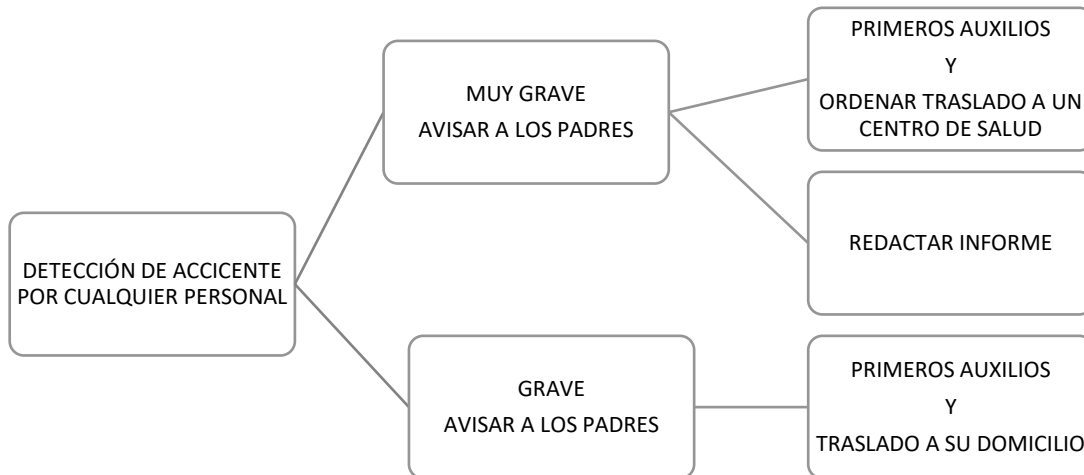 DETECCIÓN DE ACCICENTE
POR CUALQUIER PERSONAL
MUY GRAVE
AVISAR A LOS PADRES
PRIMEROS AUXILIOS
Y
ORDENAR TRASLADO A UN
CENTRO DE SALUD
REDACTAR INFORME
GRAVE
AVISAR A LOS PADRES
PRIMEROS AUXILIOS
Y
TRASLADO A SU DOMICILIO